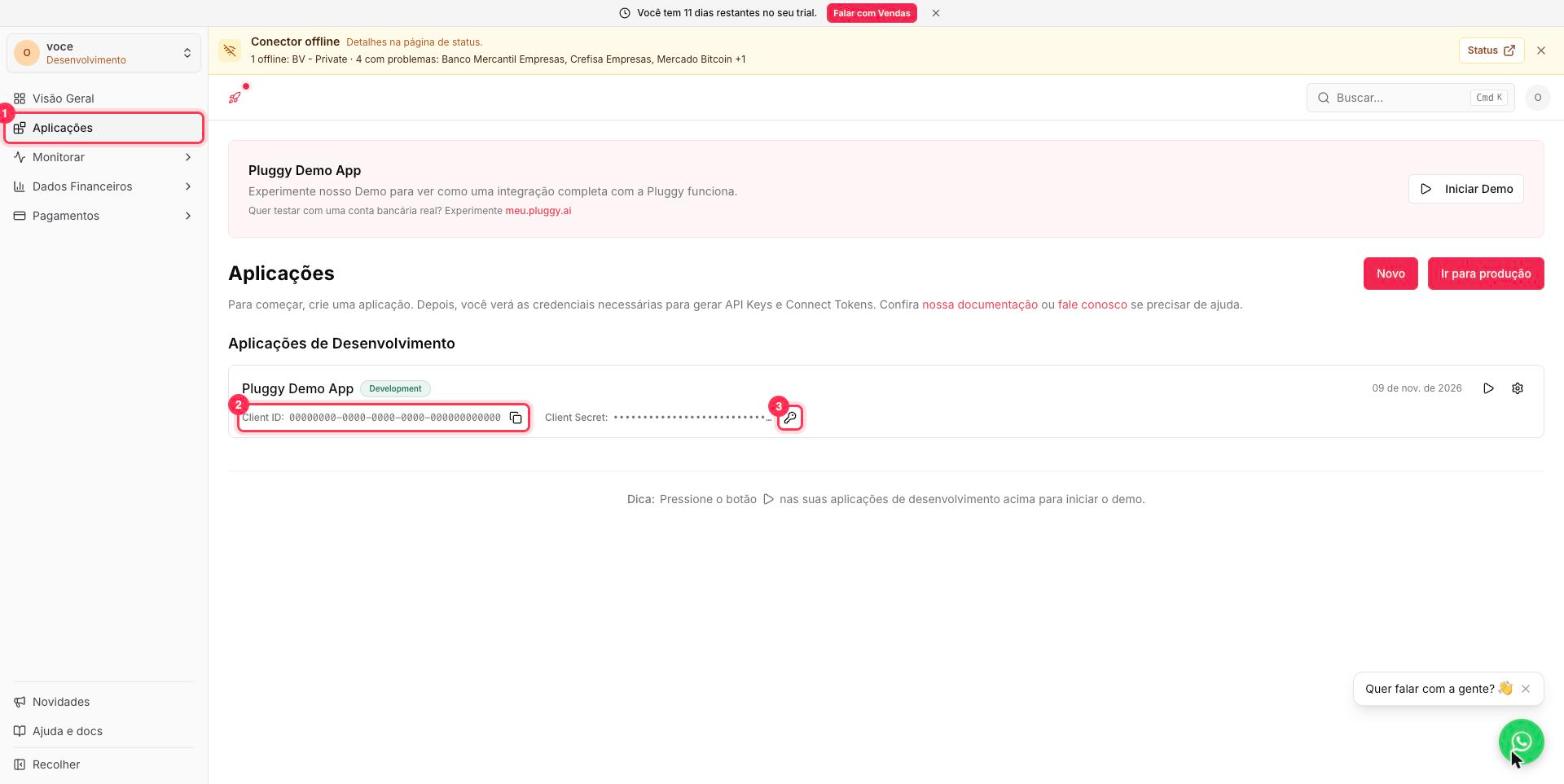 Você tem 11 dias restantes no seu trial. Falar com Vendas
O
voce
Desenvolvimento
Conector offline Detalhes na página de status.
1 offline: BV - Private · 4 com problemas: Banco Mercantil Empresas, Crefisa Empresas, Mercado Bitcoin +1
Status
Visão Geral
1
Aplicações
Monitorar
Dados Financeiros
Pagamentos
Buscar...
Cmd K
O
Pluggy Demo App
Experimente nosso Demo para ver como uma integração completa com a Pluggy funciona.
Quer testar com uma conta bancária real? Experimente meu.pluggy.ai
Iniciar Demo
Aplicações
Novo
Ir para produção
Para começar, crie uma aplicação. Depois, você verá as credenciais necessárias para gerar API Keys e Connect Tokens. Confira nossa documentação ou fale conosco se precisar de ajuda.
Aplicações de Desenvolvimento
Pluggy Demo App Development
09 de nov. de 2026
2
Client ID: 00000000-0000-0000-0000-000000000000
Client Secret: ••••••••••••••••••••••••••…
3
Dica: Pressione o botão nas suas aplicações de desenvolvimento acima para iniciar o demo.
Quer falar com a gente? 👋
Novidades
Ajuda e docs
Recolher